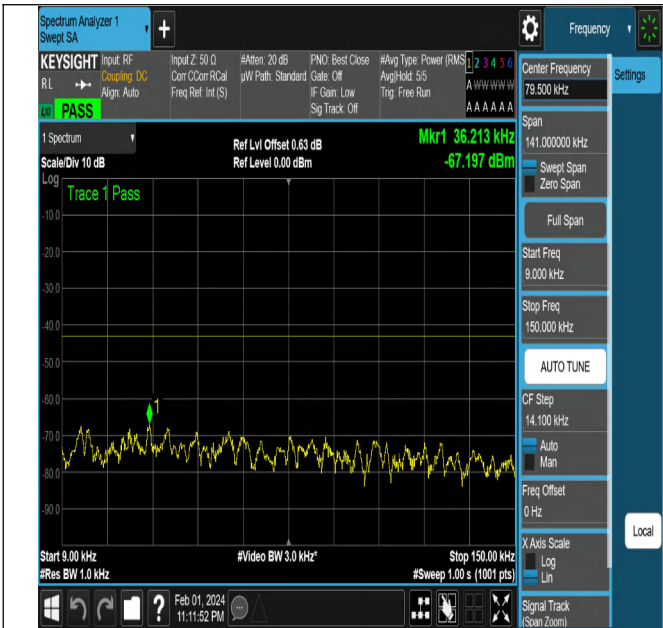 Spectrum Analyzer 1
Swept SA
Frequency
KEYSIGHT
RL
LXI
PASS
Input: RF
Coupling: DC
Align: Auto
Input Z: 50 Ω
Corr CCorr RCal
Freq Ref: Int (S)
#Atten: 20 dB
µW Path: Standard
PNO: Best Close
Gate: Off
IF Gain: Low
Sig Track: Off
#Avg Type: Power (RMS
Avg|Hold: 5/5
Trig: Free Run
1 2 3 4 5 6
A W W W W W
A A A A A A
Center Frequency
79.500 kHz
Settings
1 Spectrum
Scale/Div 10 dB
Ref Lvl Offset 0.63 dB
Ref Level 0.00 dBm
Mkr1 36.213 kHz
-67.197 dBm
Log
Trace 1 Pass
-10.0
-20.0
-30.0
-40.0
-50.0
-60.0
-70.0
-80.0
-90.0
1
Start 9.00 kHz
#Res BW 1.0 kHz
#Video BW 3.0 kHz*
Stop 150.00 kHz
#Sweep 1.00 s (1001 pts)
Span
141.000000 kHz
Swept Span
Zero Span
Full Span
Start Freq
9.000 kHz
Stop Freq
150.000 kHz
AUTO TUNE
CF Step
14.100 kHz
Auto
Man
Freq Offset
0 Hz
X Axis Scale
Log
Lin
Signal Track
(Span Zoom)
Local
?
Feb 01, 2024
11:11:52 PM